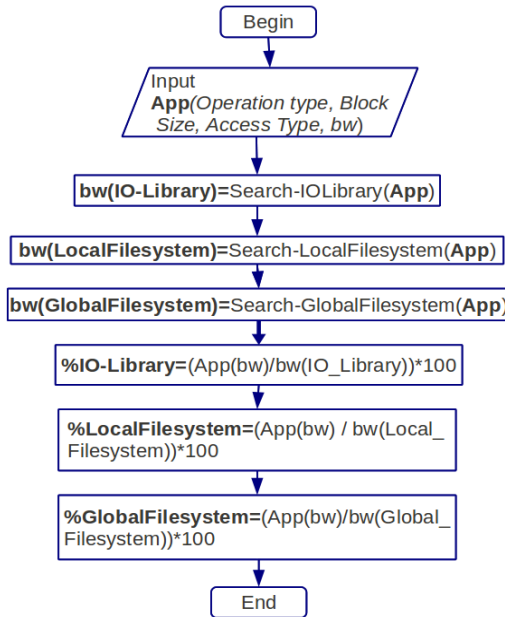 Begin
Input
App(Operation type, Block
Size, Access Type, bw)
bw(IO-Library)=Search-IOLibrary(App)
bw(LocalFilesystem)=Search-LocalFilesystem(App)
bw(GlobalFilesystem)=Search-GlobalFilesystem(App)
%IO-Library=(App(bw)/bw(IO_Library))*100
%LocalFilesystem=(App(bw) / bw(Local_
Filesystem))*100
%GlobalFilesystem=(App(bw)/bw(Global_
Filesystem))*100
End